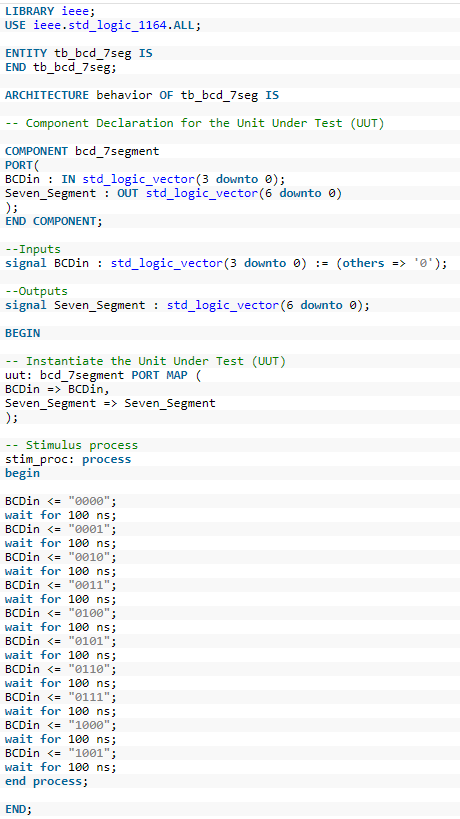 LIBRARY ieee;
USE ieee.std_logic_1164.ALL;
ENTITY tb_bcd_7seg IS
END tb_bcd_7seg;
ARCHITECTURE behavior OF tb_bcd_7seg IS
-- Component Declaration for the Unit Under Test (UUT)
COMPONENT bcd_7segment
PORT(
BCDin : IN std_logic_vector(3 downto 0);
Seven_Segment : OUT std_logic_vector(6 downto 0)
);
END COMPONENT;
--Inputs
signal BCDin : std_logic_vector(3 downto 0) := (others => '0');
--Outputs
signal Seven_Segment : std_logic_vector(6 downto 0);
BEGIN
-- Instantiate the Unit Under Test (UUT)
uut: bcd_7segment PORT MAP (
BCDin => BCDin,
Seven_Segment => Seven_Segment
);
-- Stimulus process
stim_proc: process
begin
BCDin <= "0000";
wait for 100 ns;
BCDin <= "0001";
wait for 100 ns;
BCDin <= "0010";
wait for 100 ns;
BCDin <= "0011";
wait for 100 ns;
BCDin <= "0100";
wait for 100 ns;
BCDin <= "0101";
wait for 100 ns;
BCDin <= "0110";
wait for 100 ns;
BCDin <= "0111";
wait for 100 ns;
BCDin <= "1000";
wait for 100 ns;
BCDin <= "1001";
wait for 100 ns;
end process;
END;